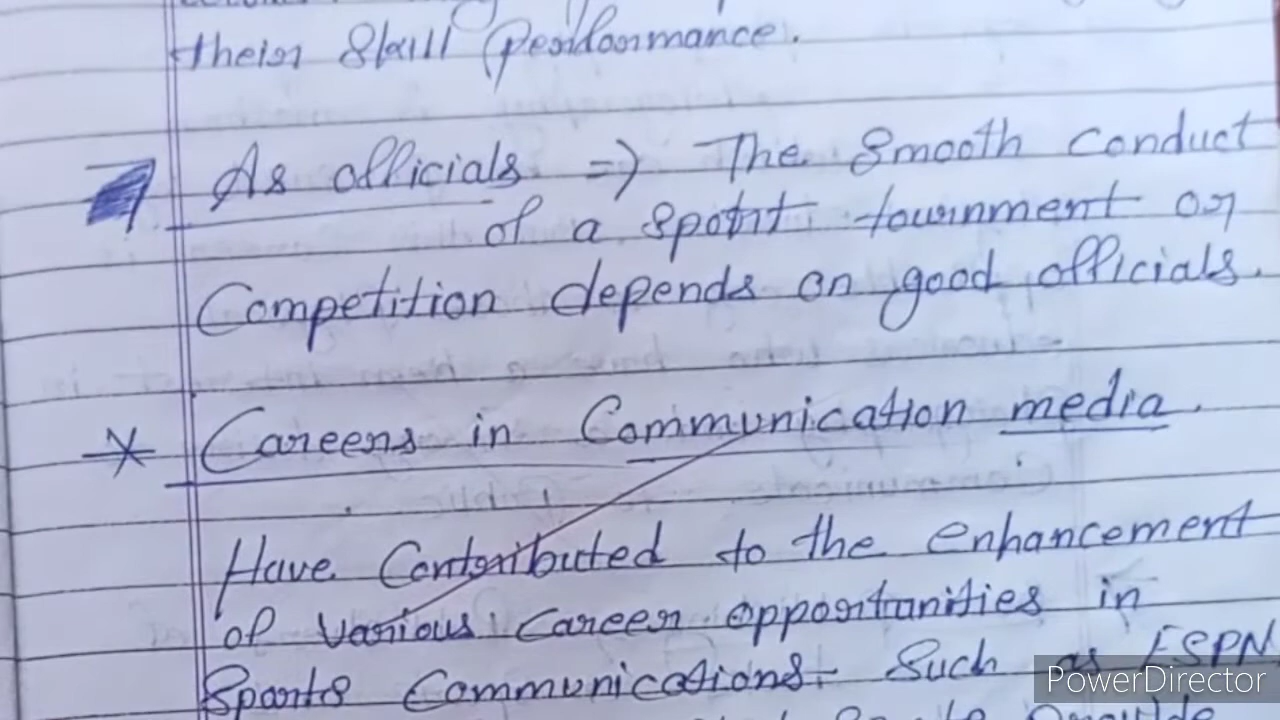 their Skill Performance.
As officials => The Smooth Conduct
of a Sport tournment or
Competition depends on good officials.
* Careers in Communication media.
Have Contributed to the enhancement
of various career opportunities in
Sports Communications Such as ESPN
PowerDirector